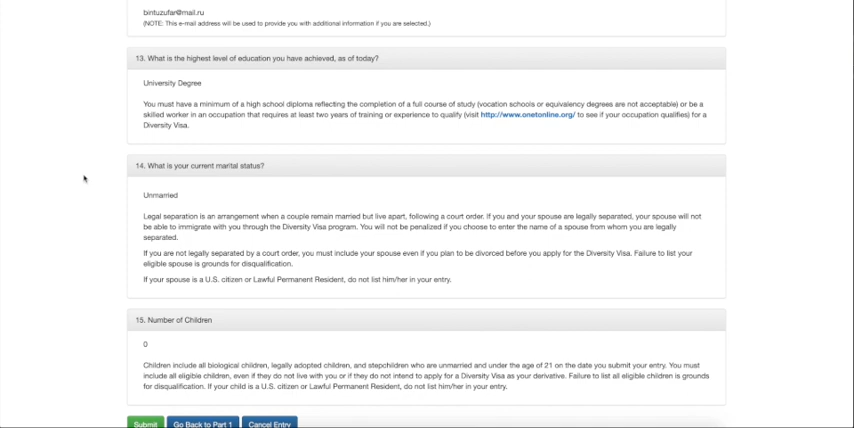 bintuzufar@mail.ru
(NOTE: This e-mail address will be used to provide you with additional information if you are selected.)
13. What is the highest level of education you have achieved, as of today?
University Degree
You must have a minimum of a high school diploma reflecting the completion of a full course of study (vocation schools or equivalency degrees are not acceptable) or be a
skilled worker in an occupation that requires at least two years of training or experience to qualify (visit http://www.onetonline.org/ to see if your occupation qualifies) for a
Diversity Visa.
14. What is your current marital status?
Unmarried
Legal separation is an arrangement when a couple remain married but live apart, following a court order. If you and your spouse are legally separated, your spouse will not
be able to immigrate with you through the Diversity Visa program. You will not be penalized if you choose to enter the name of a spouse from whom you are legally
separated.
If you are not legally separated by a court order, you must include your spouse even if you plan to be divorced before you apply for the Diversity Visa. Failure to list your
eligible spouse is grounds for disqualification.
If your spouse is a U.S. citizen or Lawful Permanent Resident, do not list him/her in your entry.
15. Number of Children
0
Children include all biological children, legally adopted children, and stepchildren who are unmarried and under the age of 21 on the date you submit your entry. You must
include all eligible children, even if they do not live with you or if they do not intend to apply for a Diversity Visa as your derivative. Failure to list all eligible children is grounds
for disqualification. If your child is a U.S. citizen or Lawful Permanent Resident, do not list him/her in your entry.
Submit Go Back to Part 1 Cancel Entry